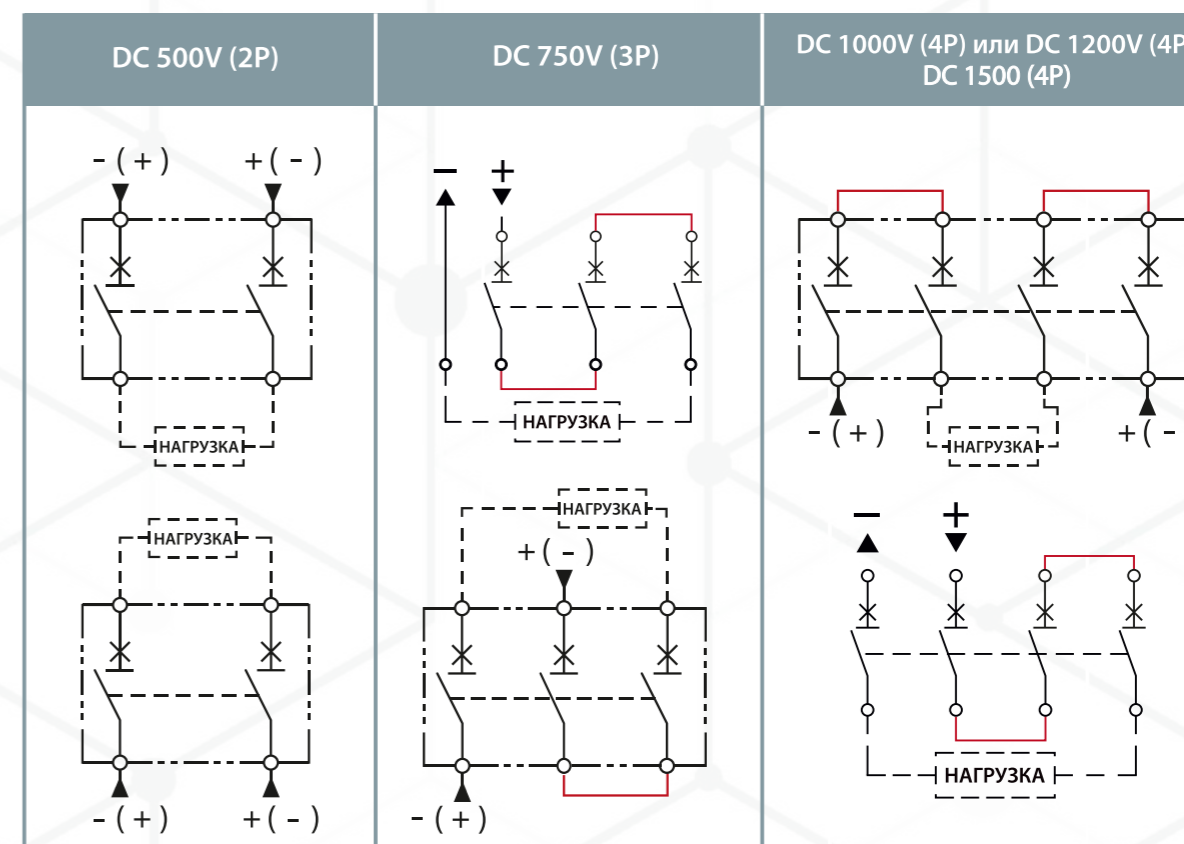 DC 500V (2P)
DC 750V (3P)
DC 1000V (4P) или DC 1200V (4P
DC 1500 (4P)
- ( + )
+ ( - )
НАГРУЗКА
НАГРУЗКА
- ( + )
+ ( - )
- +
НАГРУЗКА
НАГРУЗКА
+ ( - )
- ( + )
- ( + )
+ ( -
НАГРУЗКА
- +
НАГРУЗКА